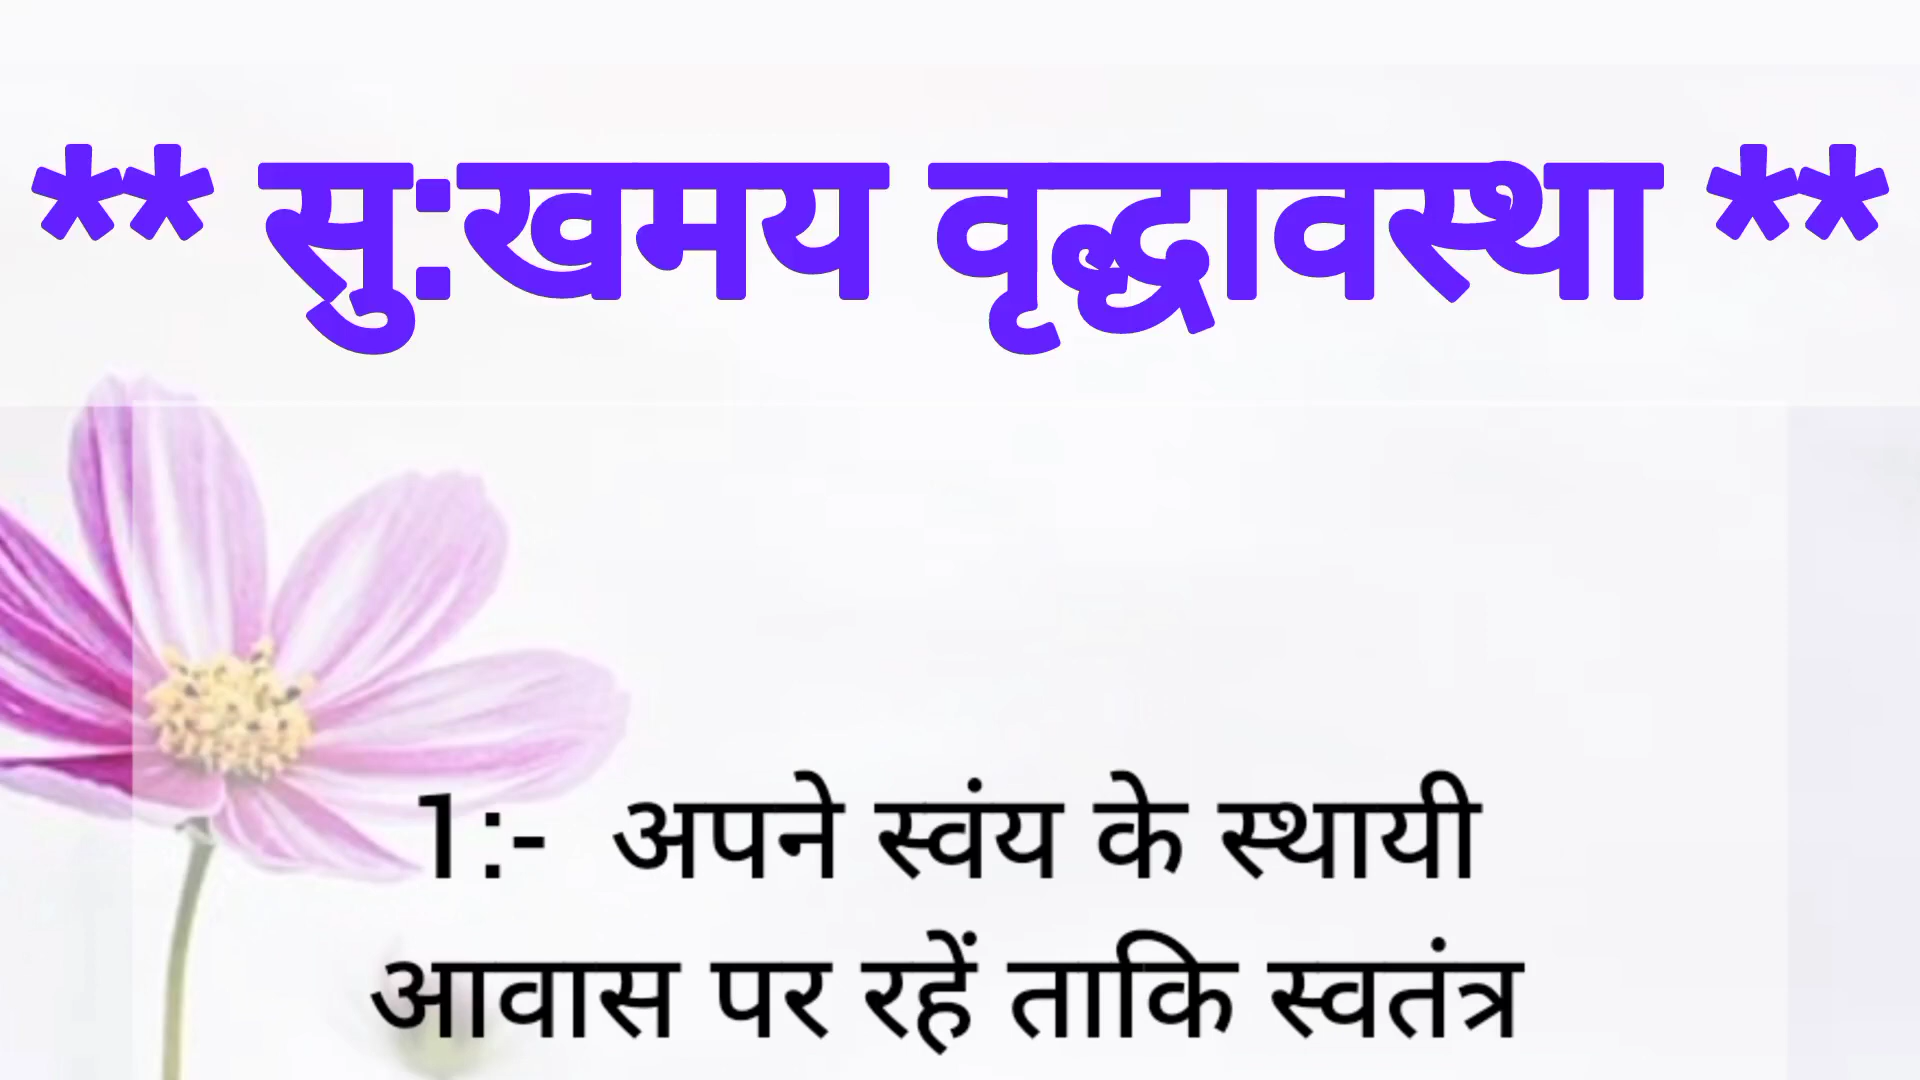 ** सु:खमय वृद्धावस्था **
1:- अपने स्वंय के स्थायी
आवास पर रहें ताकि स्वतंत्र